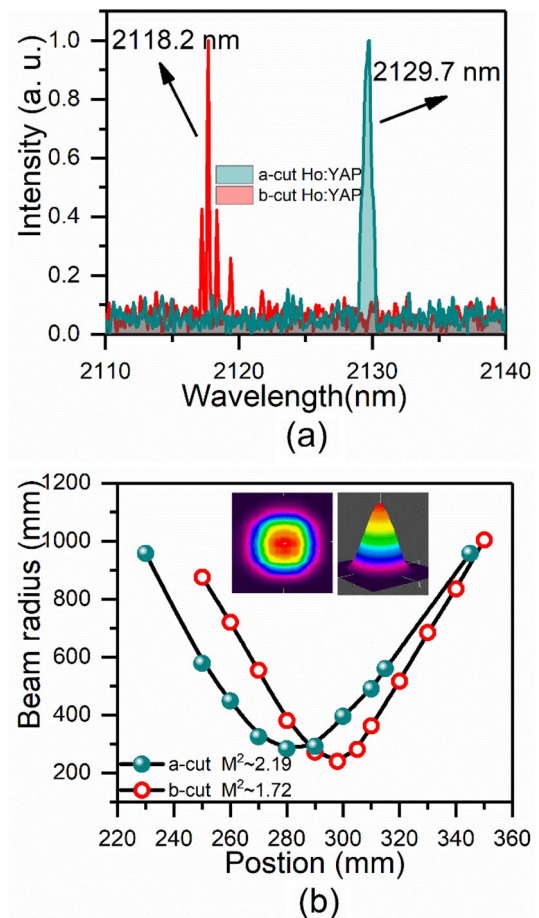 2118.2 nm
2129.7 nm
1.0
0.8
0.6
0.4
0.2
0.0
Intensity (a. u.)
a-cut Ho:YAP
b-cut Ho:YAP
2110 2120 2130 2140
Wavelength(nm)
(a)
1200
1000
800
600
400
200
Beam radius (mm)
a-cut M²~2.19
b-cut M²~1.72
220 240 260 280 300 320 340 360
Postion (mm)
(b)